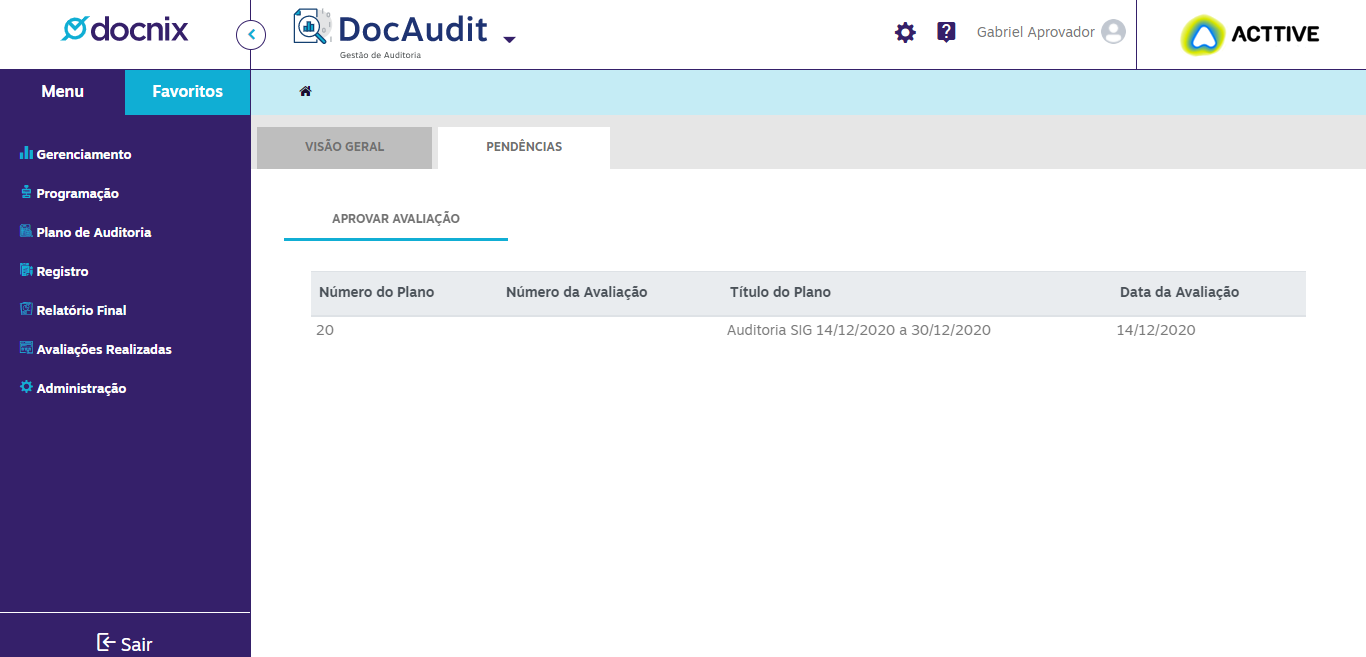 docnix
DocAudit
Gestão de Auditoria
Gabriel Aprovador
ACTTIVE
Menu
Favoritos
VISÃO GERAL
PENDÊNCIAS
Gerenciamento
Programação
Plano de Auditoria
Registro
Relatório Final
Avaliações Realizadas
Administração
Sair
APROVAR AVALIAÇÃO
Número do Plano Número da Avaliação Título do Plano Data da Avaliação
20 Auditoria SIG 14/12/2020 a 30/12/2020 14/12/2020